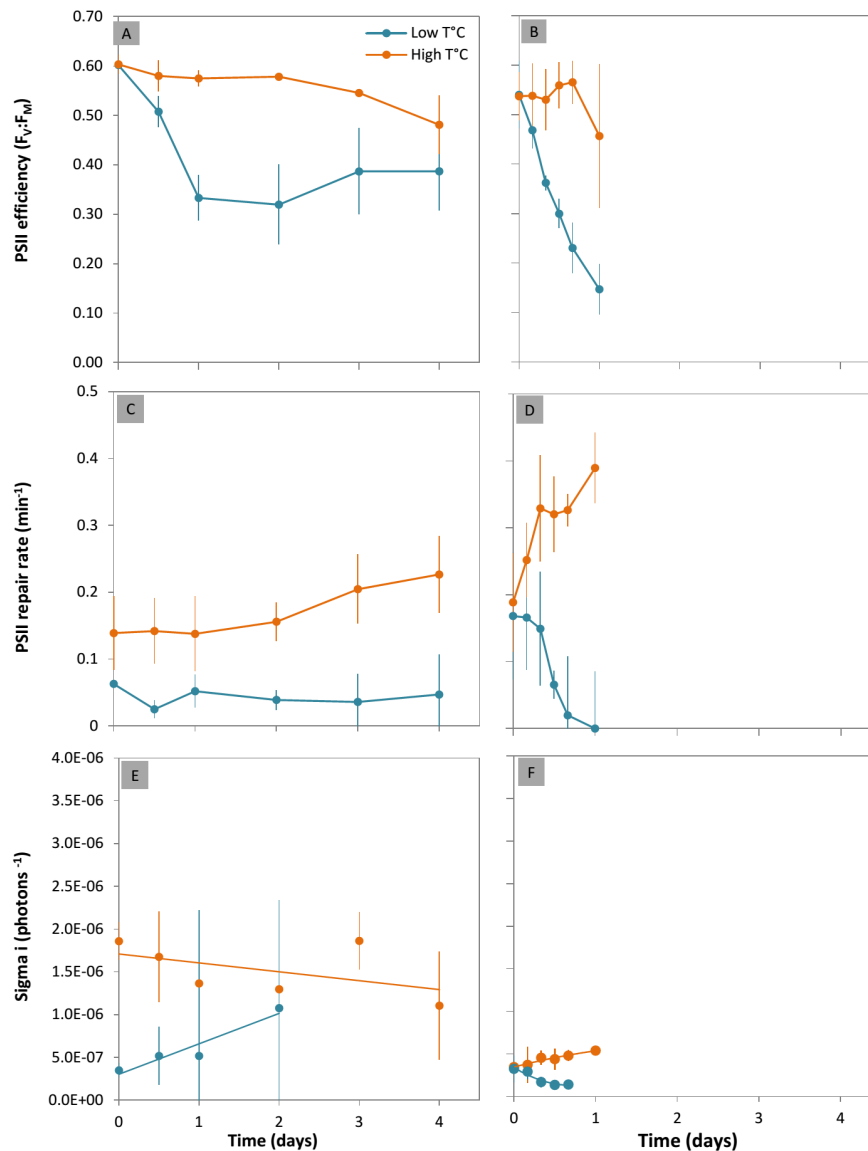 A
Low T°C
High T°C
B
0.70
0.60
0.50
0.40
0.30
0.20
0.10
0.00
PSII efficiency (FV:FM)
C
D
0.5
0.4
0.3
0.2
0.1
0
PSII repair rate (min-1)
E
F
4.0E-06
3.5E-06
3.0E-06
2.5E-06
2.0E-06
1.5E-06
1.0E-06
5.0E-07
0.0E+00
Sigma i (photons -1)
0 1 2 3 4
Time (days)
0 1 2 3 4
Time (days)